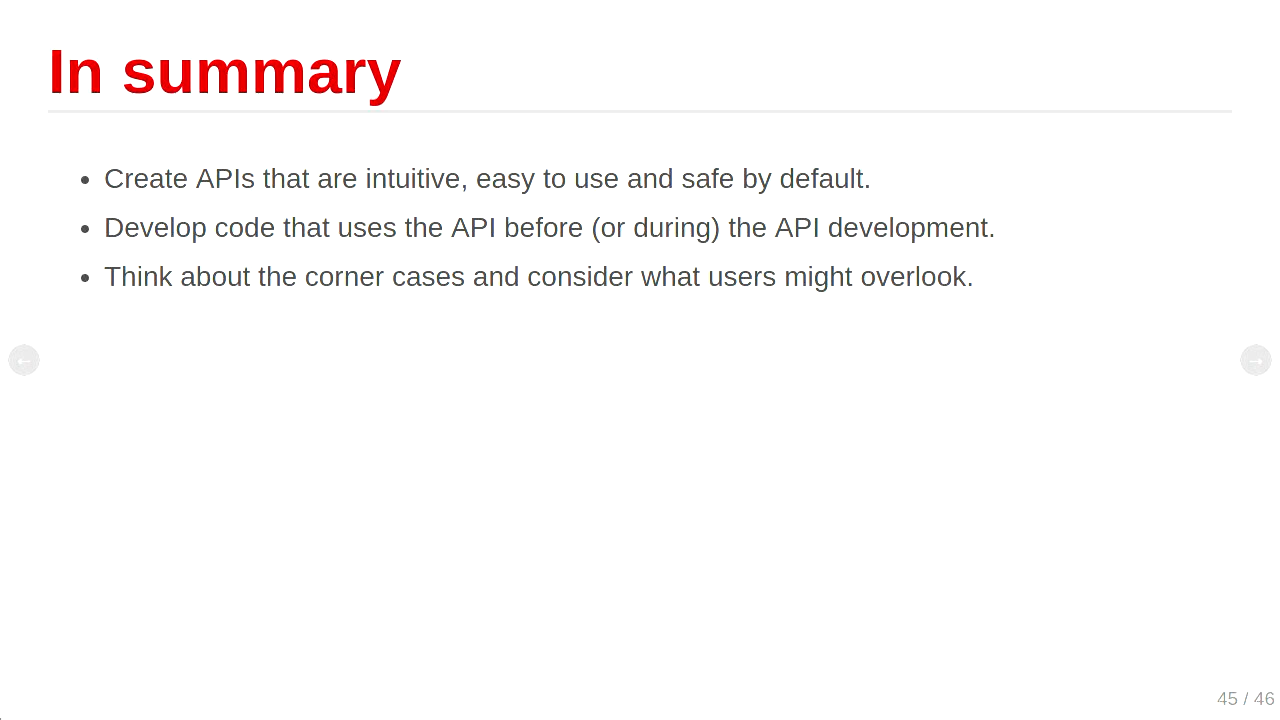 In summary
• Create APIs that are intuitive, easy to use and safe by default.
• Develop code that uses the API before (or during) the API development.
• Think about the corner cases and consider what users might overlook.
← →
45 / 46